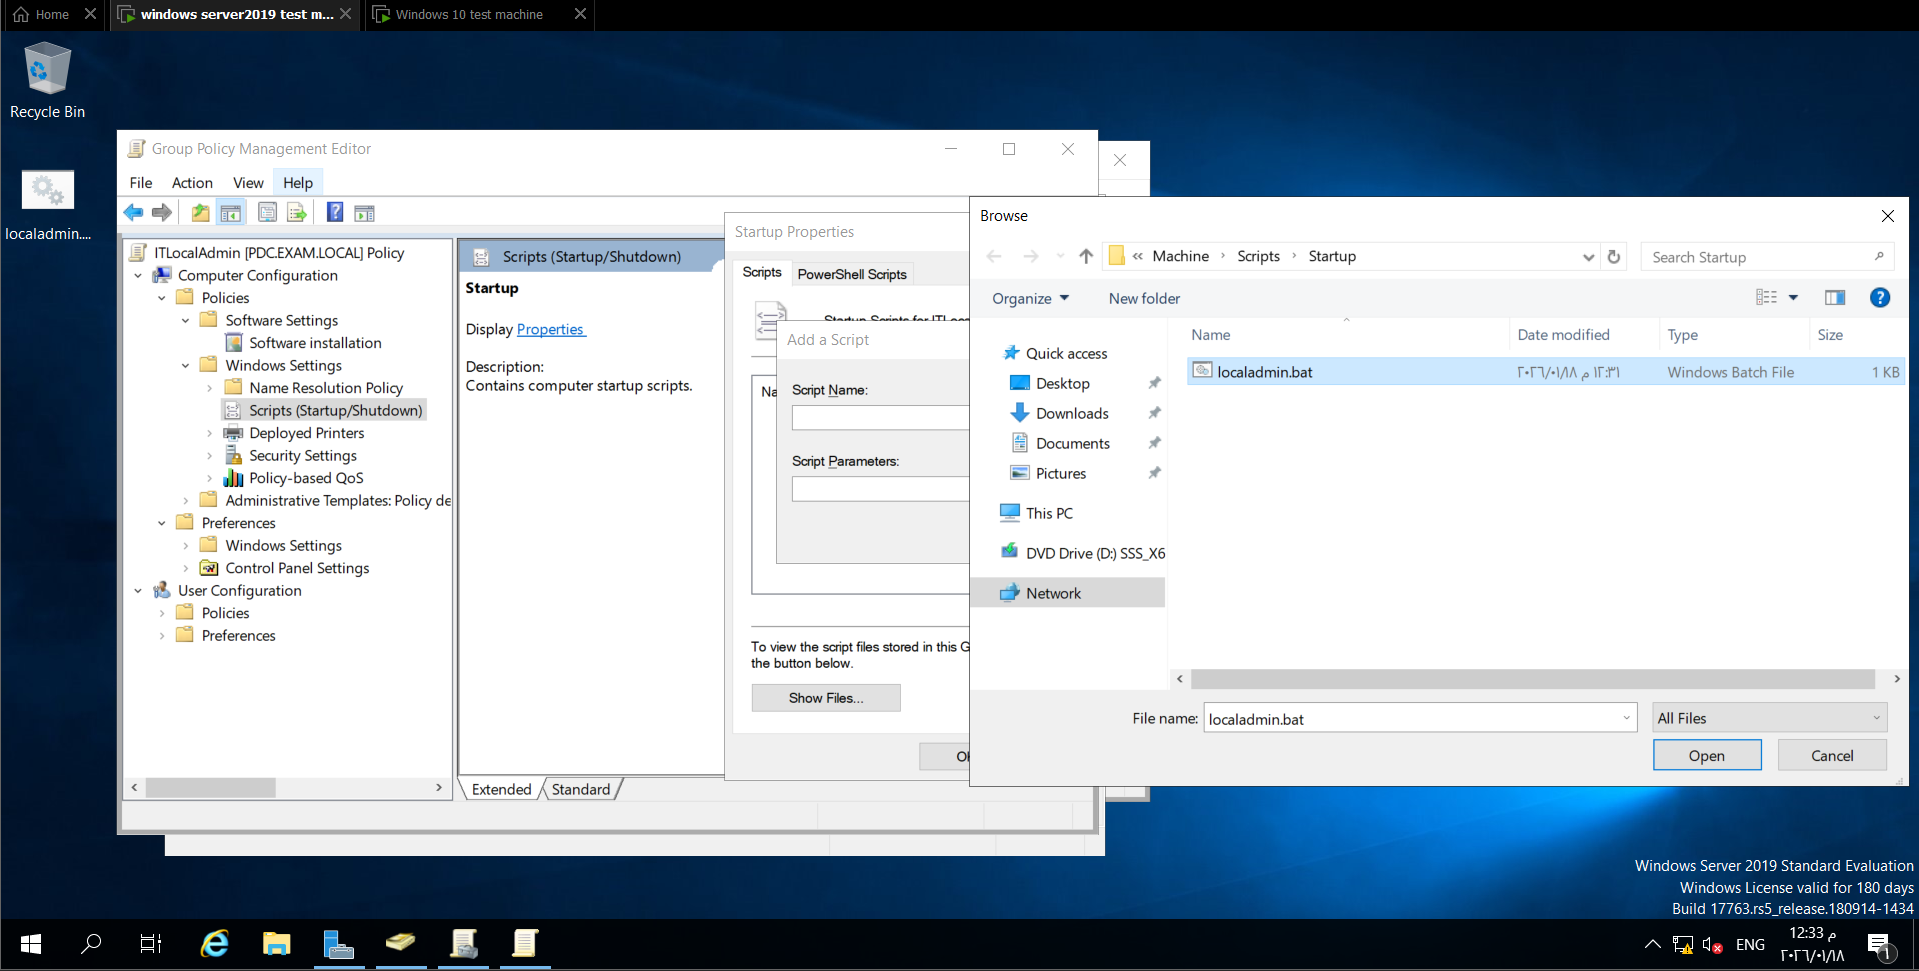 Home
windows server2019 test m...
Windows 10 test machine
Recycle Bin
localadmin....
Group Policy Management Editor
File Action View Help
ITLocalAdmin [PDC.EXAM.LOCAL] Policy
Computer Configuration
Policies
Software Settings
Software installation
Windows Settings
Name Resolution Policy
Scripts (Startup/Shutdown)
Deployed Printers
Security Settings
Policy-based QoS
Administrative Templates: Policy de
Preferences
Windows Settings
Control Panel Settings
User Configuration
Policies
Preferences
Scripts (Startup/Shutdown)
Startup
Display Properties
Description:
Contains computer startup scripts.
Extended Standard
Startup Properties
Scripts PowerShell Scripts
Startup Scripts for ITLoca
Na
To view the script files stored in this G
the button below.
Show Files...
Add a Script
Script Name:
Script Parameters:
Browse
« Machine › Scripts › Startup
Search Startup
Organize New folder
Quick access
Desktop
Downloads
Documents
Pictures
This PC
DVD Drive (D:) SSS_X6
Network
Name Date modified Type Size
localadmin.bat ٢٠٢٦/٠١/١٨ ١٢:٣١ م Windows Batch File 1 KB
File name: localadmin.bat All Files
Open Cancel
Windows Server 2019 Standard Evaluation
Windows License valid for 180 days
Build 17763.rs5_release.180914-1434
ENG
12:33 م
٢٠٢٦/٠١/١٨
1